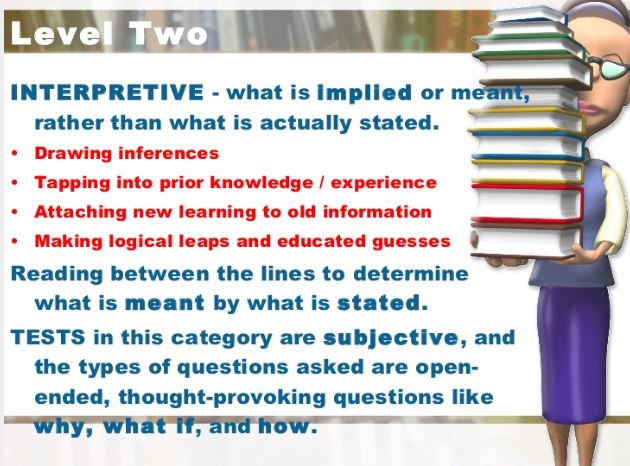 Level Two
INTERPRETIVE - what is implied or meant,
rather than what is actually stated.
• Drawing inferences
• Tapping into prior knowledge / experience
• Attaching new learning to old information
• Making logical leaps and educated guesses
Reading between the lines to determine
what is meant by what is stated.
TESTS in this category are subjective, and
the types of questions asked are open-
ended, thought-provoking questions like
why, what if, and how.